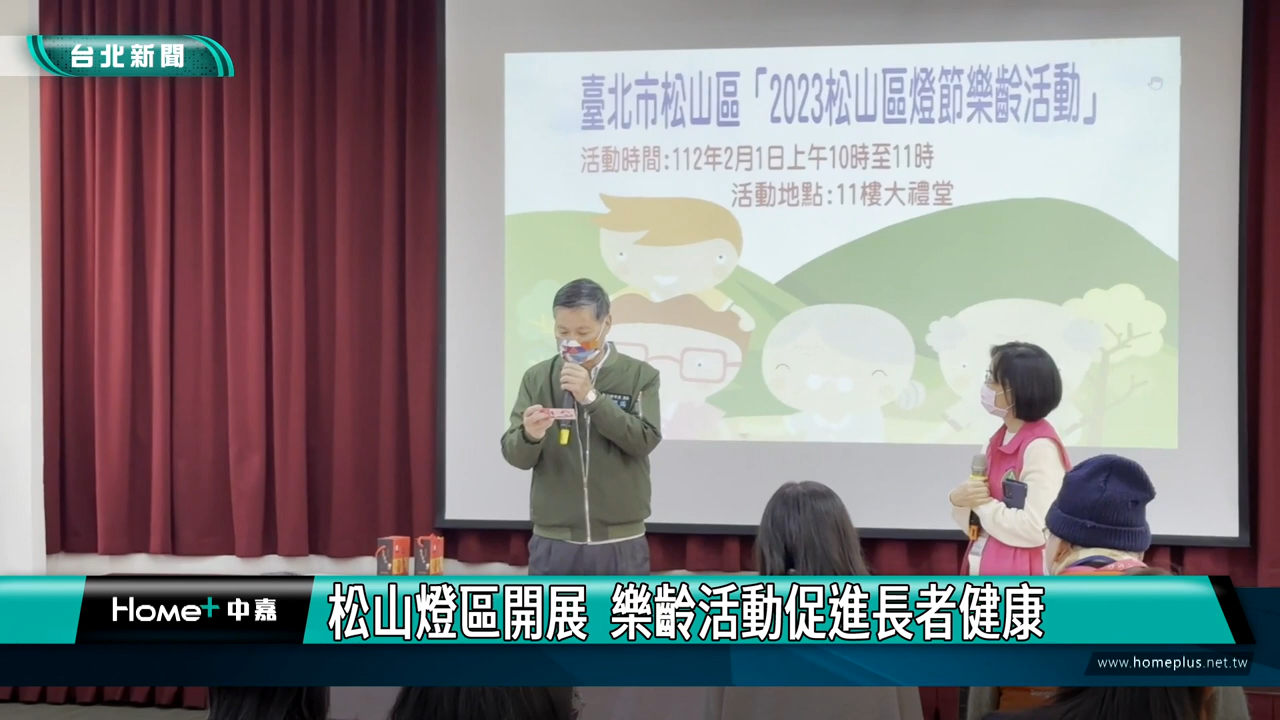 台北新聞
臺北市松山區「2023松山區燈節樂齡活動」
活動時間:112年2月1日上午10時至11時
活動地點:11樓大禮堂
Home+中嘉
松山燈區開展 樂齡活動促進長者健康
www.homeplus.net.tw